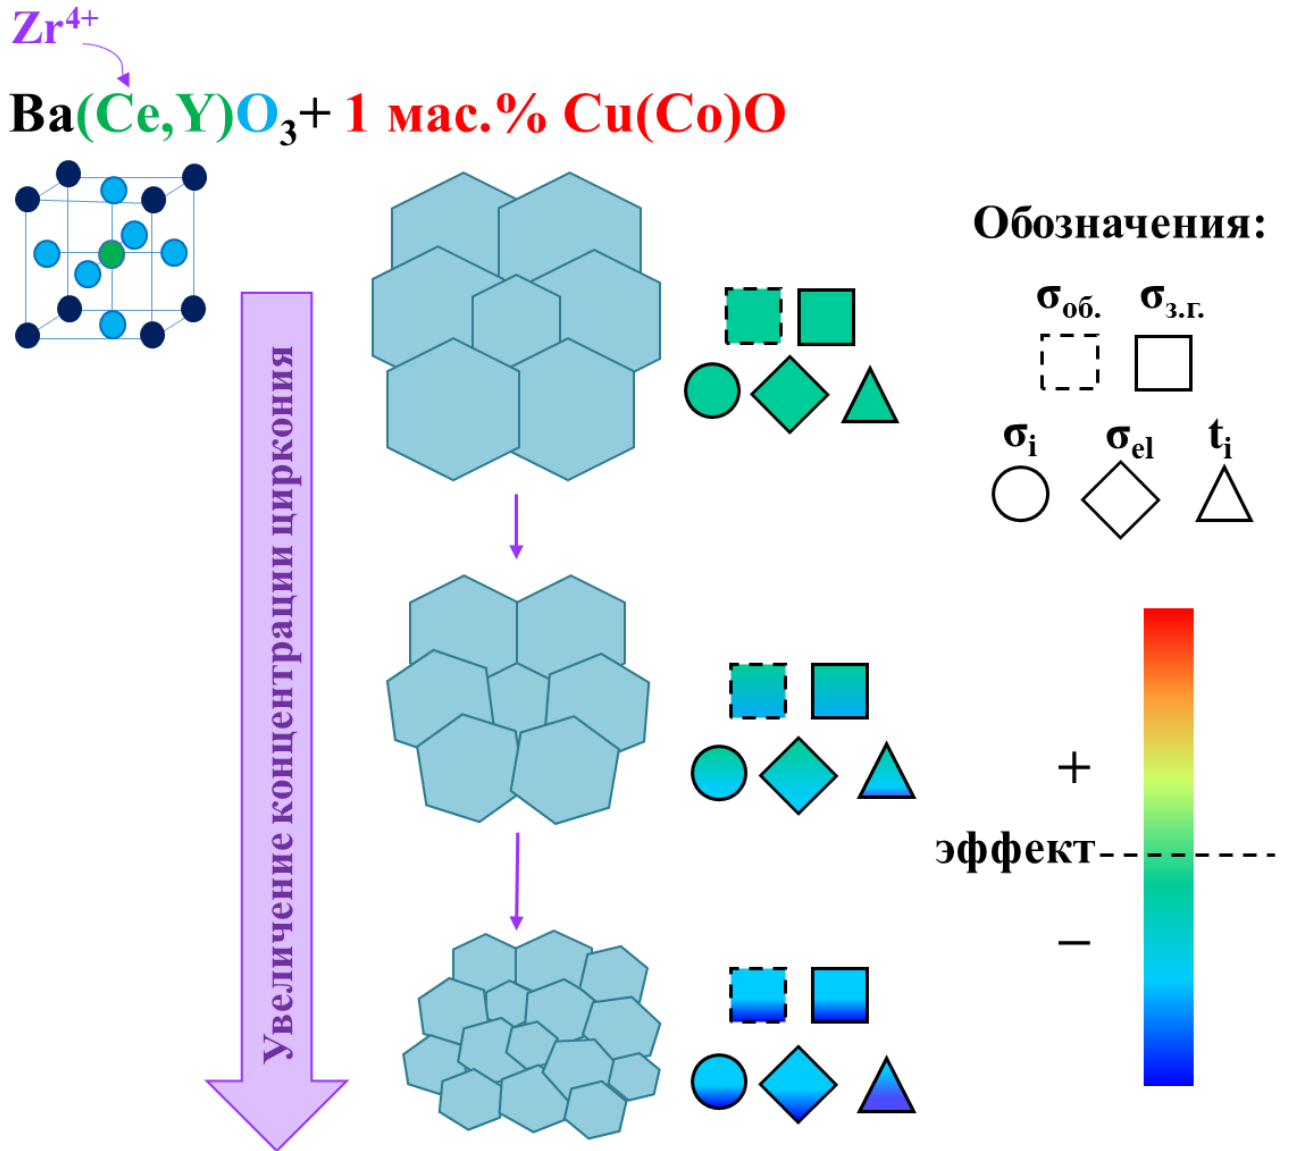 Zr⁴⁺
Ba(Ce,Y)O₃+ 1 мас.% Cu(Co)O
Обозначения:
σоб. σз.г.
σi σel ti
Увеличение концентрации циркония
+
эффект
−